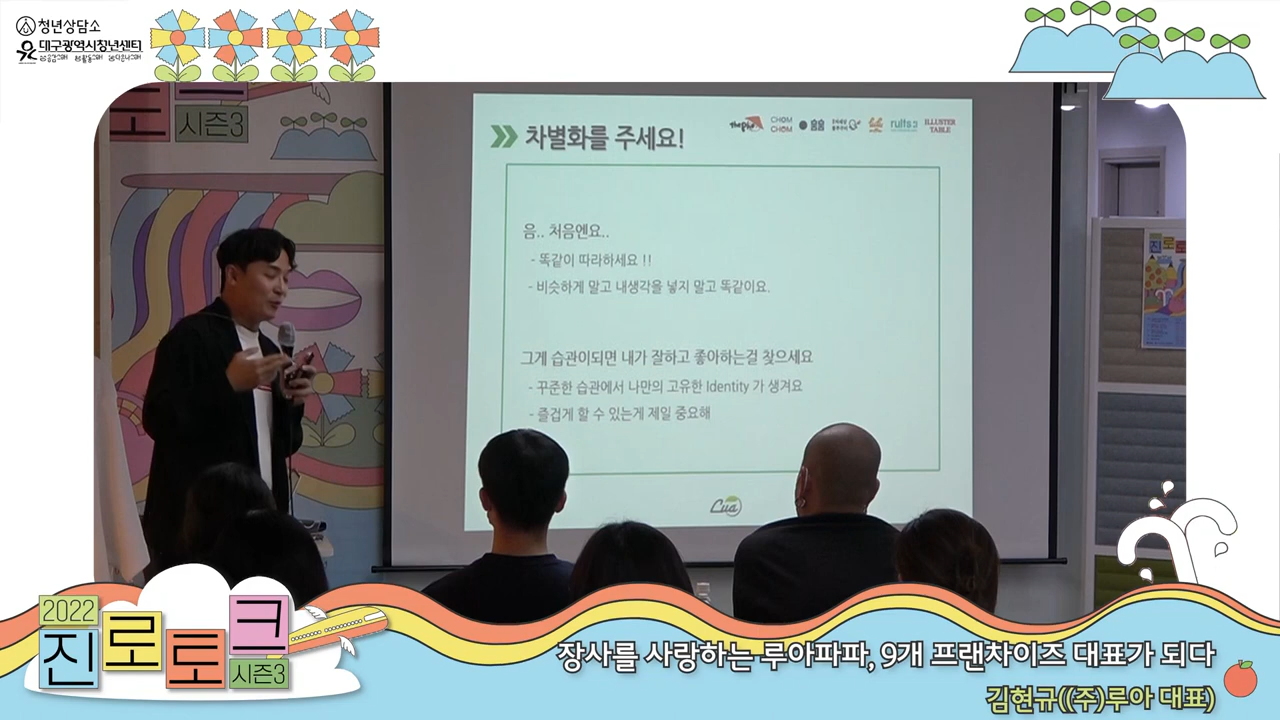 청년상담소
대구광역시청년센터
시즌3
차별화를 주세요!
CHOM
CHOM
ILLUSTER
TABLE
음.. 처음엔요..
- 똑같이 따라하세요 !!
- 비슷하게 말고 내생각을 넣지 말고 똑같이요.
그게 습관이되면 내가 잘하고 좋아하는걸 찾으세요
- 꾸준한 습관에서 나만의 고유한 Identity 가 생겨요
- 즐겁게 할 수 있는게 제일 중요해
Lua
진로토
2022
진로토크
시즌3
장사를 사랑하는 루아파파, 9개 프랜차이즈 대표가 되다
김현규((주)루아 대표)